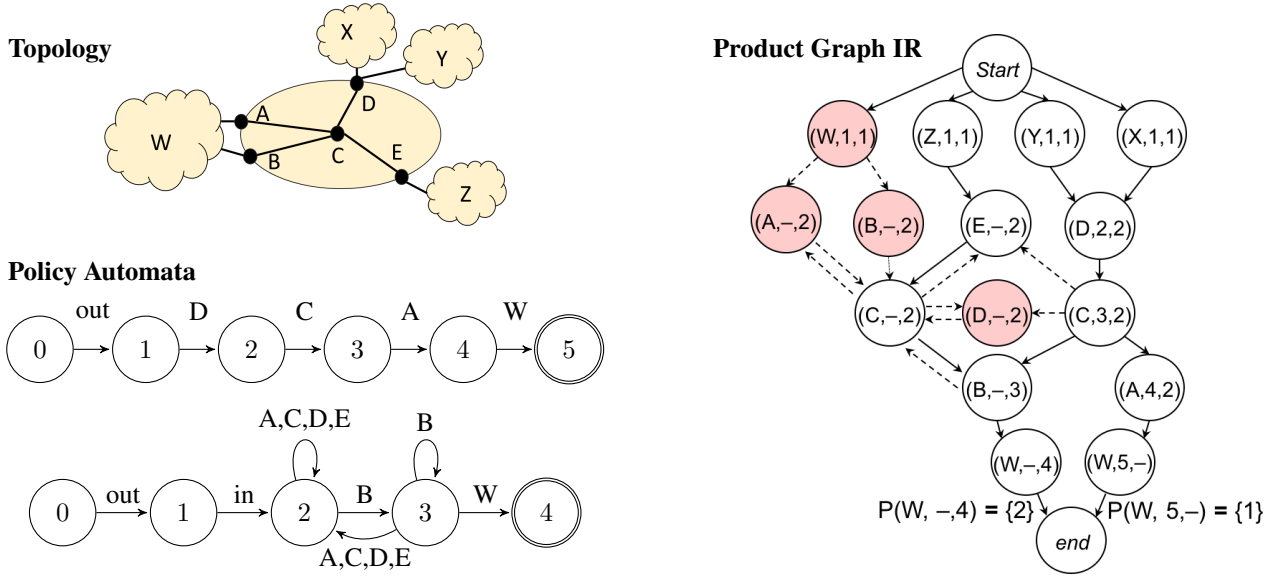 Topology
X
Y
W
A
D
B
C
E
Z
Policy Automata
out
D
C
A
W
0
1
2
3
4
5
A,C,D,E
B
out
in
B
W
0
1
2
3
4
A,C,D,E
Product Graph IR
Start
(W,1,1)
(Z,1,1)
(Y,1,1)
(X,1,1)
(A,–,2)
(B,–,2)
(E,–,2)
(D,2,2)
(C,–,2)
(D,–,2)
(C,3,2)
(B,–,3)
(A,4,2)
(W,–,4)
(W,5,–)
P(W, –,4) = {2}
P(W, 5,–) = {1}
end